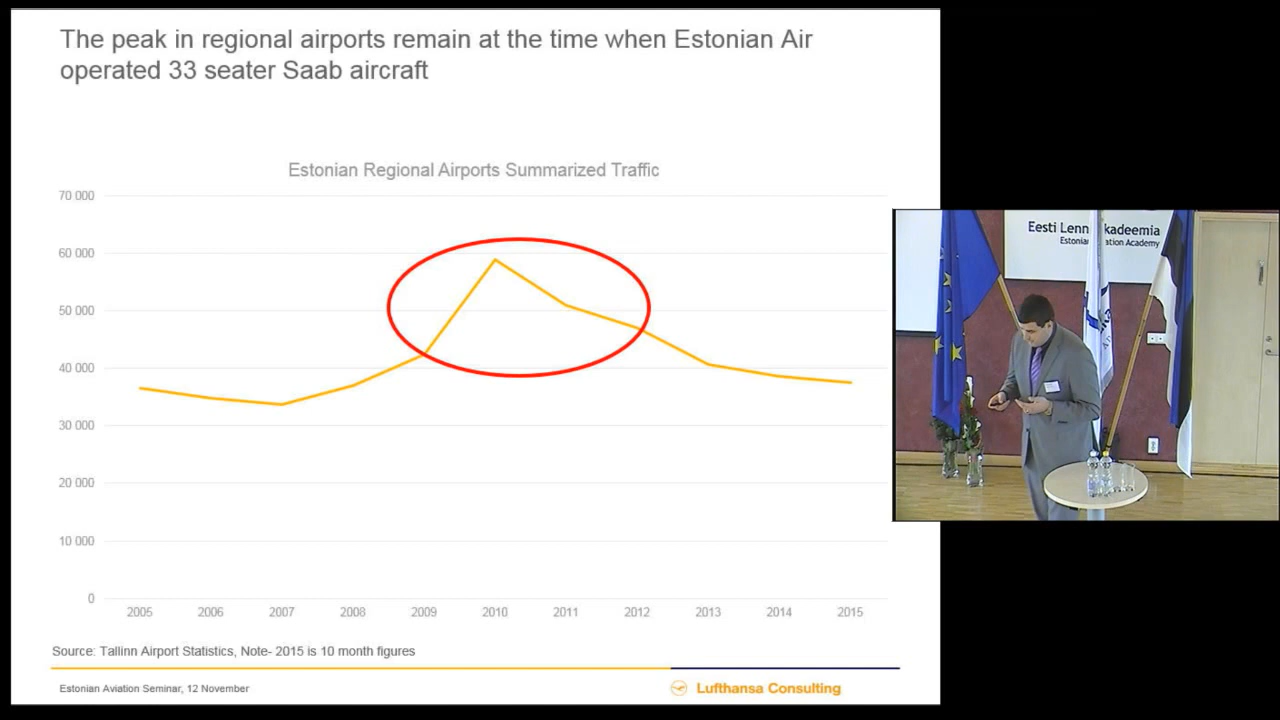 The peak in regional airports remain at the time when Estonian Air
operated 33 seater Saab aircraft
Estonian Regional Airports Summarized Traffic
70 000
60 000
50 000
40 000
30 000
20 000
10 000
0
2005 2006 2007 2008 2009 2010 2011 2012 2013 2014 2015
Source: Tallinn Airport Statistics, Note- 2015 is 10 month figures
Estonian Aviation Seminar, 12 November
Lufthansa Consulting
Eesti Lenn kadeemia
Estonia ation Academy